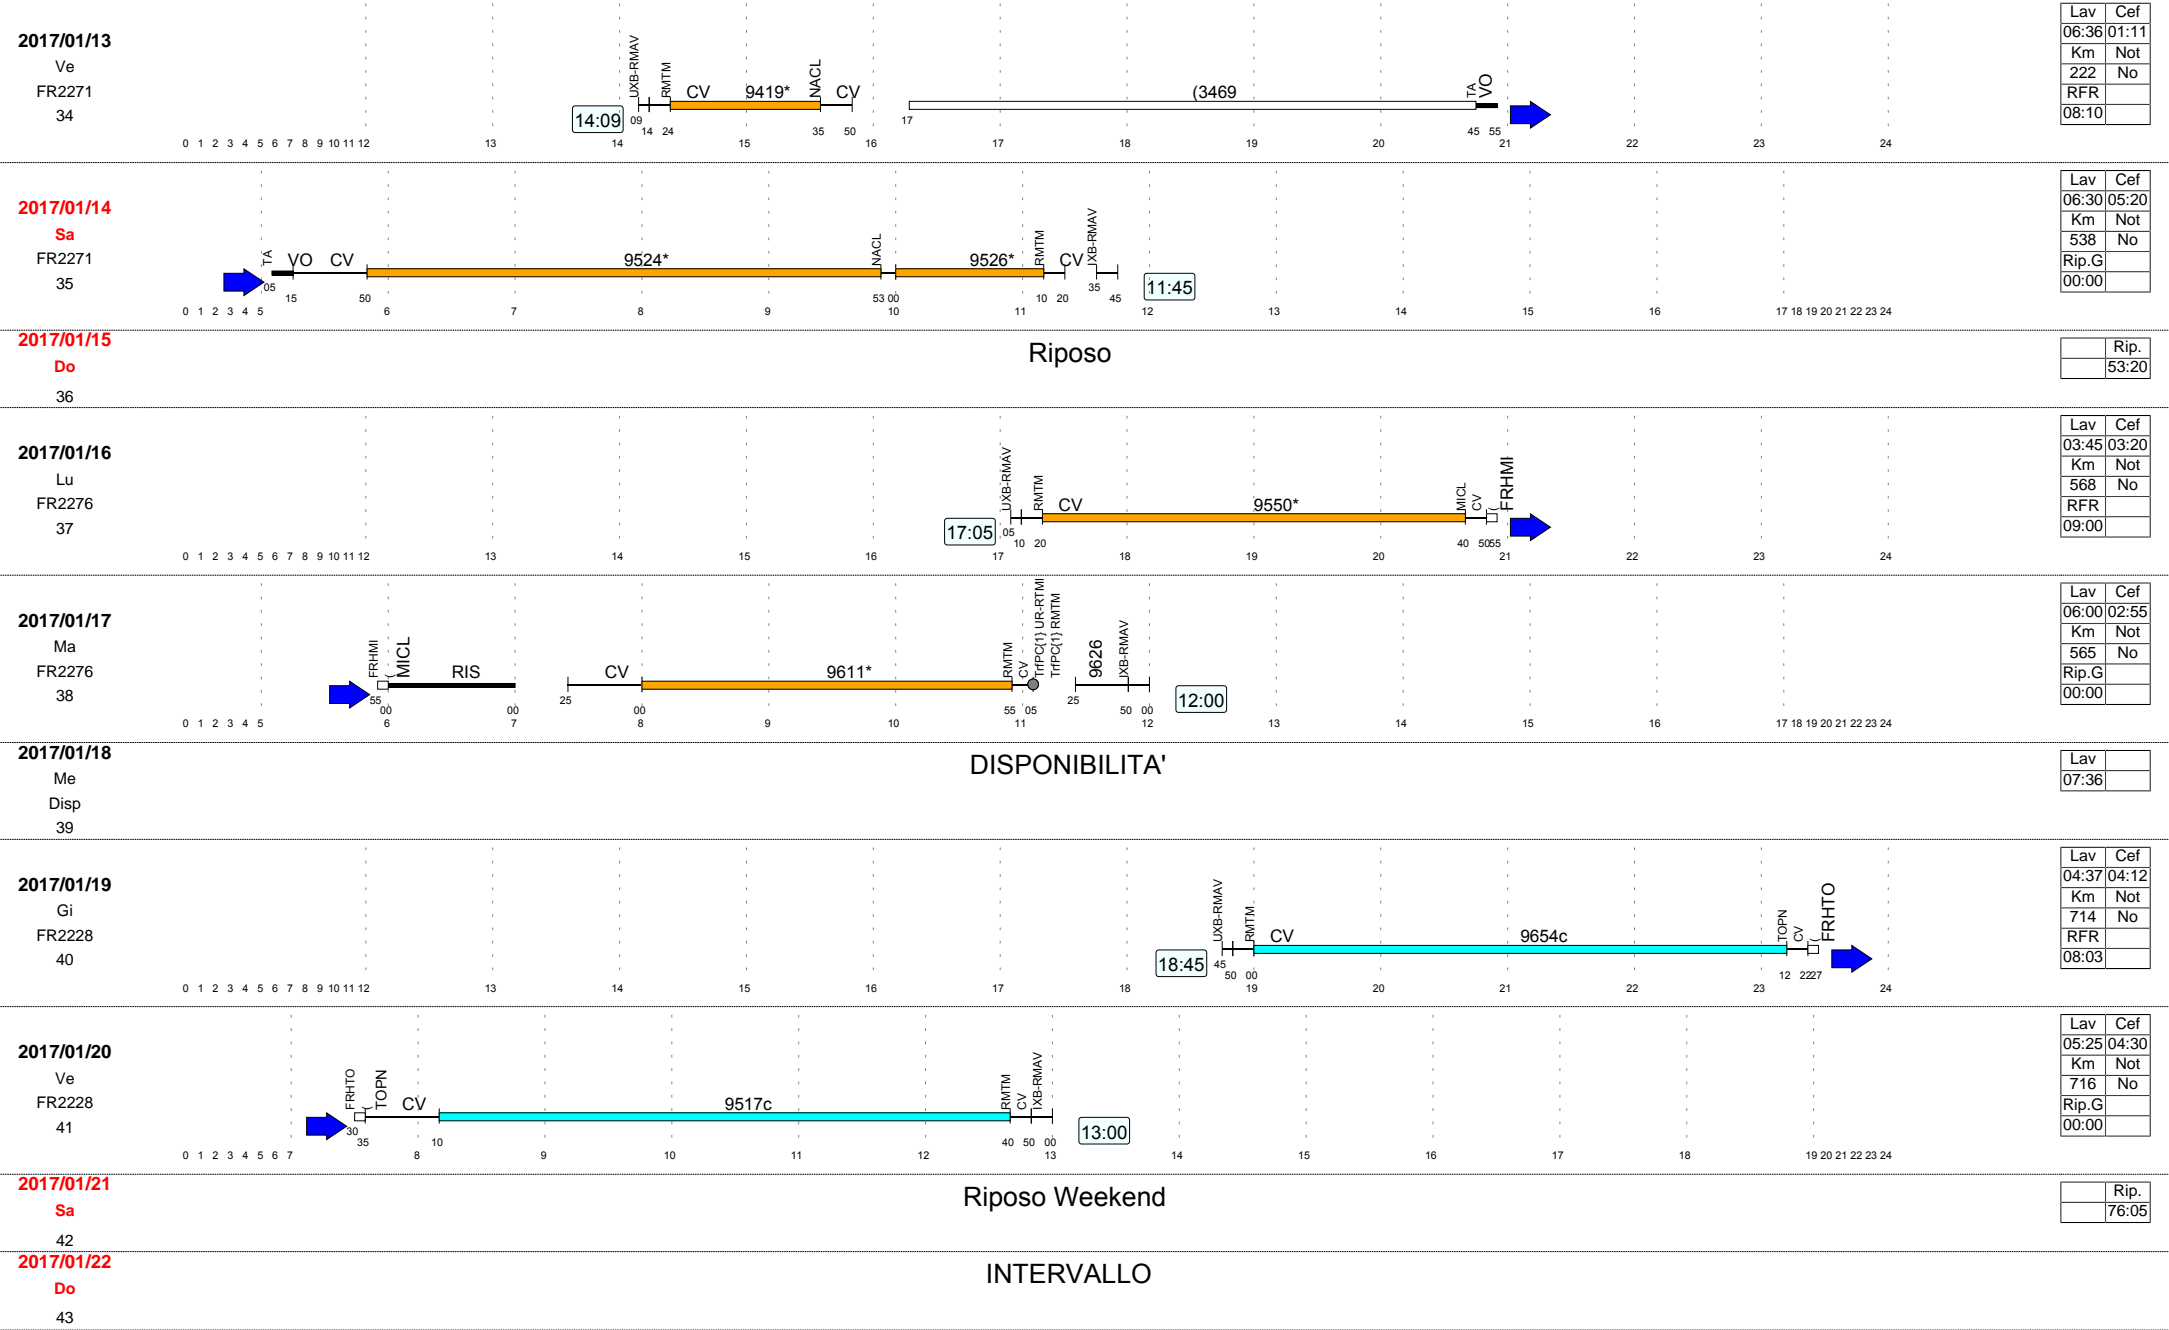 2017/01/13
Ve
FR2271
34
14:09
UXB-RMAV
RMTM
CV 9419*
NACL
CV
(3469
TA
VO
09 14 24 35 50 17 45 55
0 1 2 3 4 5 6 7 8 9 10 11 12 13 14 15 16 17 18 19 20 21 22 23 24
Lav Cef
06:36 01:11
Km Not
222 No
RFR
08:10
2017/01/14
Sa
FR2271
35
TA
VO CV 9524*
NACL
9526*
RMTM
CV
IXB-RMAV
11:45
05 15 50 53 00 10 20 35 45
0 1 2 3 4 5 6 7 8 9 10 11 12 13 14 15 16 17 18 19 20 21 22 23 24
Lav Cef
06:30 05:20
Km Not
538 No
Rip.G
00:00
2017/01/15
Do
36
Riposo
Rip.
53:20
2017/01/16
Lu
FR2276
37
17:05
UXB-RMAV
RMTM
CV 9550*
MICL
CV
(
FRHMI
05 10 20 40 50 55
0 1 2 3 4 5 6 7 8 9 10 11 12 13 14 15 16 17 18 19 20 21 22 23 24
Lav Cef
03:45 03:20
Km Not
568 No
RFR
09:00
2017/01/17
Ma
FR2276
38
FRHMI
(
MICL
RIS
CV 9611*
RMTM
CV
TrfPC{1} UR-RTMI
TrfPC{1} RMTM
9626
IXB-RMAV
12:00
55 00 00 25 00 55 05 25 50 00
0 1 2 3 4 5 6 7 8 9 10 11 12 13 14 15 16 17 18 19 20 21 22 23 24
Lav Cef
06:00 02:55
Km Not
565 No
Rip.G
00:00
2017/01/18
Me
Disp
39
DISPONIBILITA'
Lav
07:36
2017/01/19
Gi
FR2228
40
18:45
UXB-RMAV
RMTM
CV 9654c
TOPN
CV
(
FRHTO
45 50 00 12 22 27
0 1 2 3 4 5 6 7 8 9 10 11 12 13 14 15 16 17 18 19 20 21 22 23 24
Lav Cef
04:37 04:12
Km Not
714 No
RFR
08:03
2017/01/20
Ve
FR2228
41
FRHTO
(
TOPN
CV 9517c
RMTM
CV
IXB-RMAV
13:00
30 35 10 40 50 00
0 1 2 3 4 5 6 7 8 9 10 11 12 13 14 15 16 17 18 19 20 21 22 23 24
Lav Cef
05:25 04:30
Km Not
716 No
Rip.G
00:00
2017/01/21
Sa
42
Riposo Weekend
Rip.
76:05
2017/01/22
Do
43
INTERVALLO